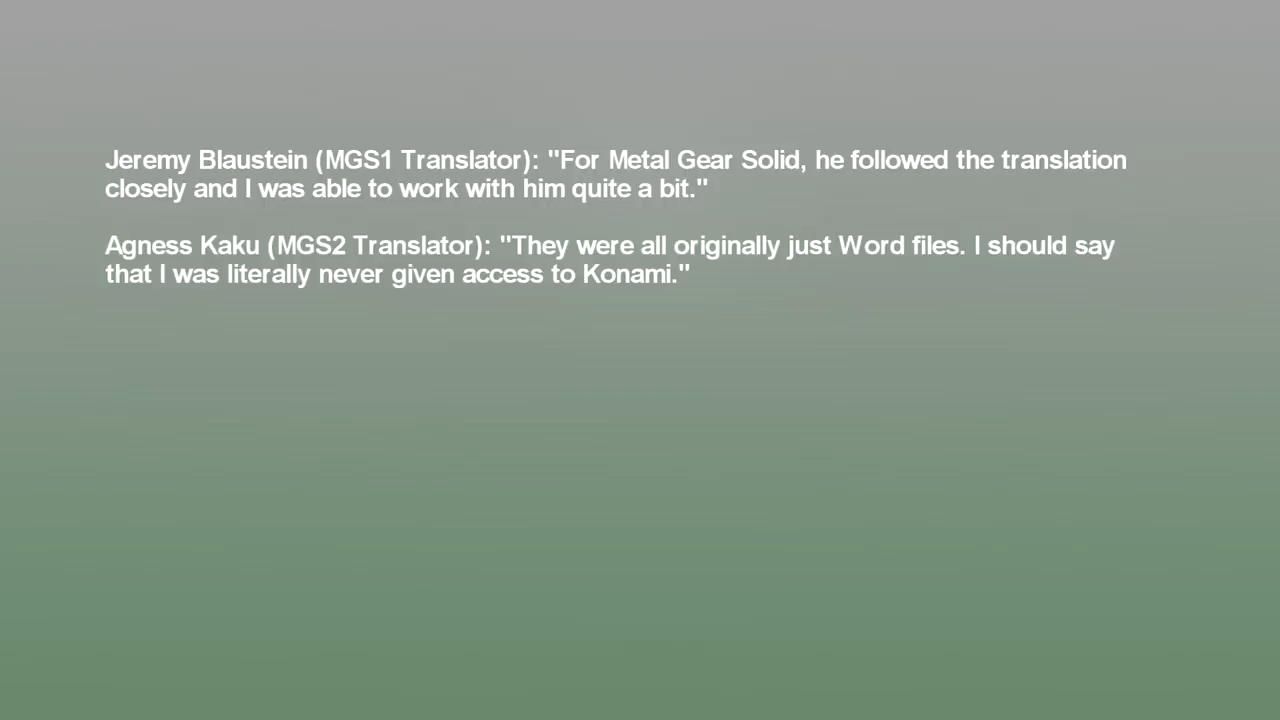 Jeremy Blaustein (MGS1 Translator): "For Metal Gear Solid, he followed the translation
closely and I was able to work with him quite a bit."
Agness Kaku (MGS2 Translator): "They were all originally just Word files. I should say
that I was literally never given access to Konami."